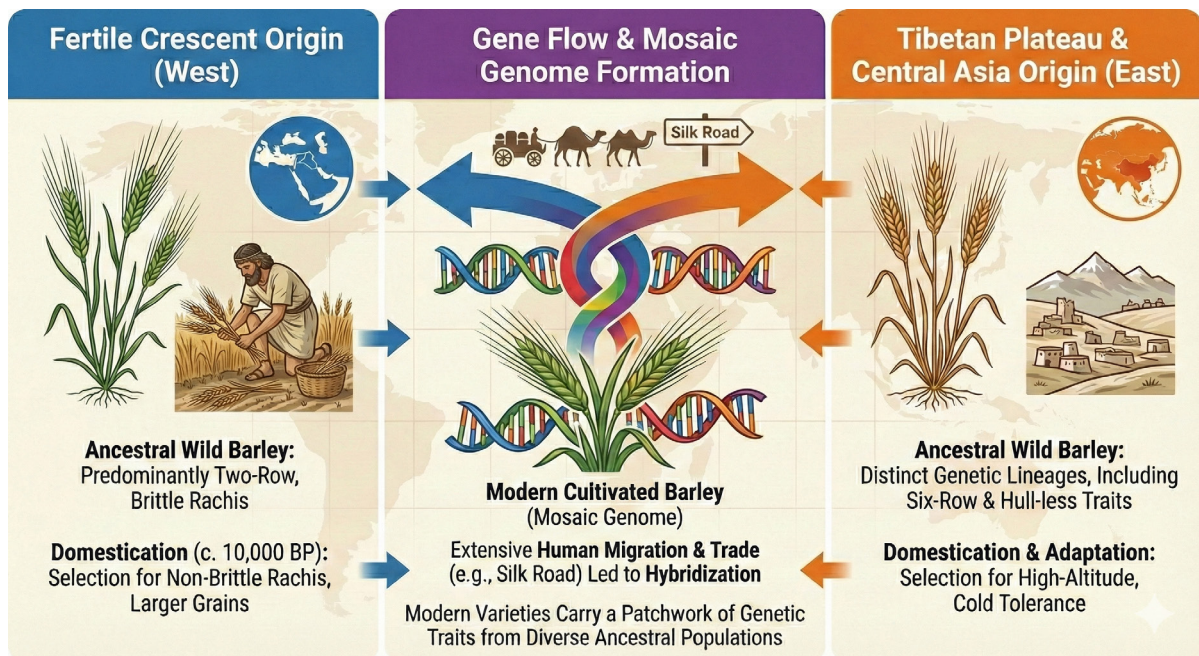 Fertile Crescent Origin
(West)
Ancestral Wild Barley:
Predominantly Two-Row,
Brittle Rachis
Domestication (c. 10,000 BP):
Selection for Non-Brittle Rachis,
Larger Grains
Gene Flow & Mosaic
Genome Formation
Silk Road
Modern Cultivated Barley
(Mosaic Genome)
Extensive Human Migration & Trade
(e.g., Silk Road) Led to Hybridization
Modern Varieties Carry a Patchwork of Genetic
Traits from Diverse Ancestral Populations
Tibetan Plateau &
Central Asia Origin (East)
Ancestral Wild Barley:
Distinct Genetic Lineages, Including
Six-Row & Hull-less Traits
Domestication & Adaptation:
Selection for High-Altitude,
Cold Tolerance